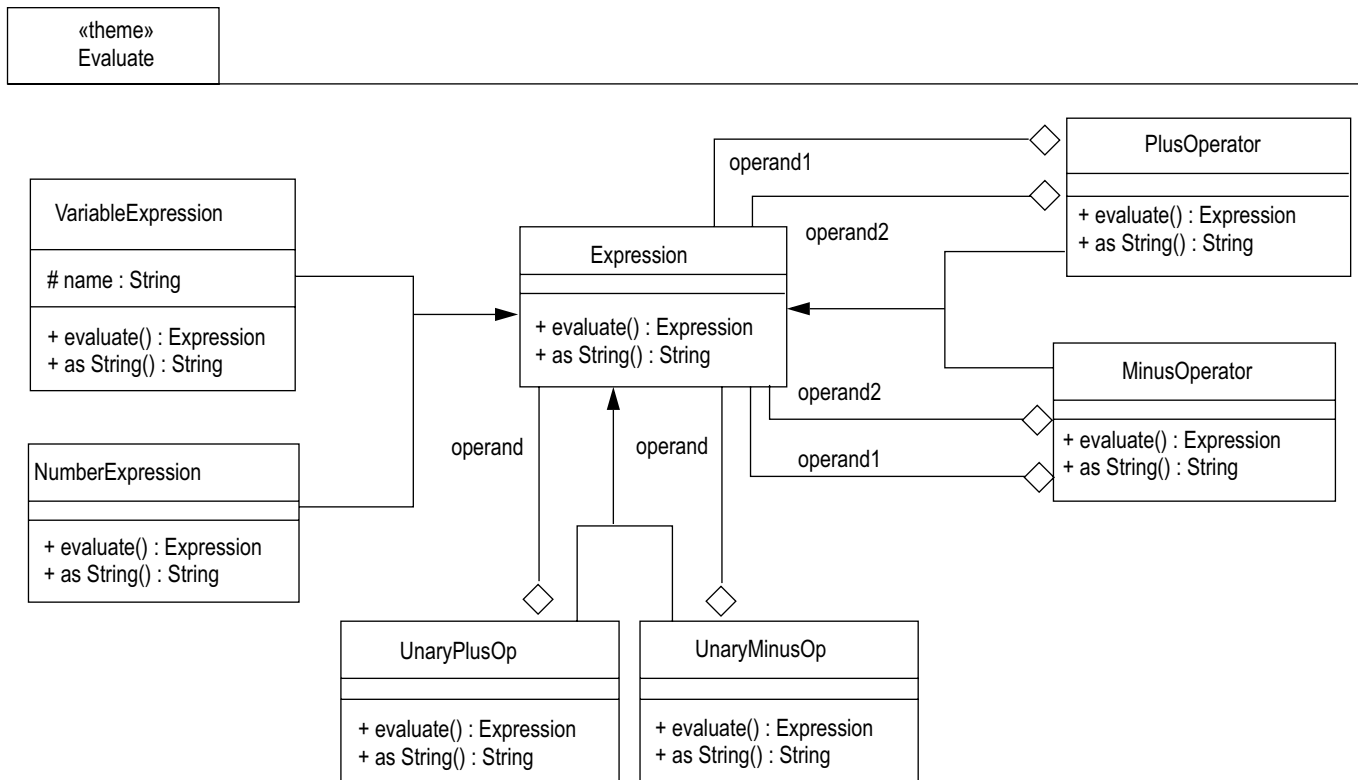 «theme»
Evaluate
PlusOperator
+ evaluate() : Expression
+ as String() : String
operand1
operand2
VariableExpression
# name : String
+ evaluate() : Expression
+ as String() : String
Expression
+ evaluate() : Expression
+ as String() : String
MinusOperator
+ evaluate() : Expression
+ as String() : String
operand2
operand1
operand
operand
NumberExpression
+ evaluate() : Expression
+ as String() : String
UnaryPlusOp
+ evaluate() : Expression
+ as String() : String
UnaryMinusOp
+ evaluate() : Expression
+ as String() : String